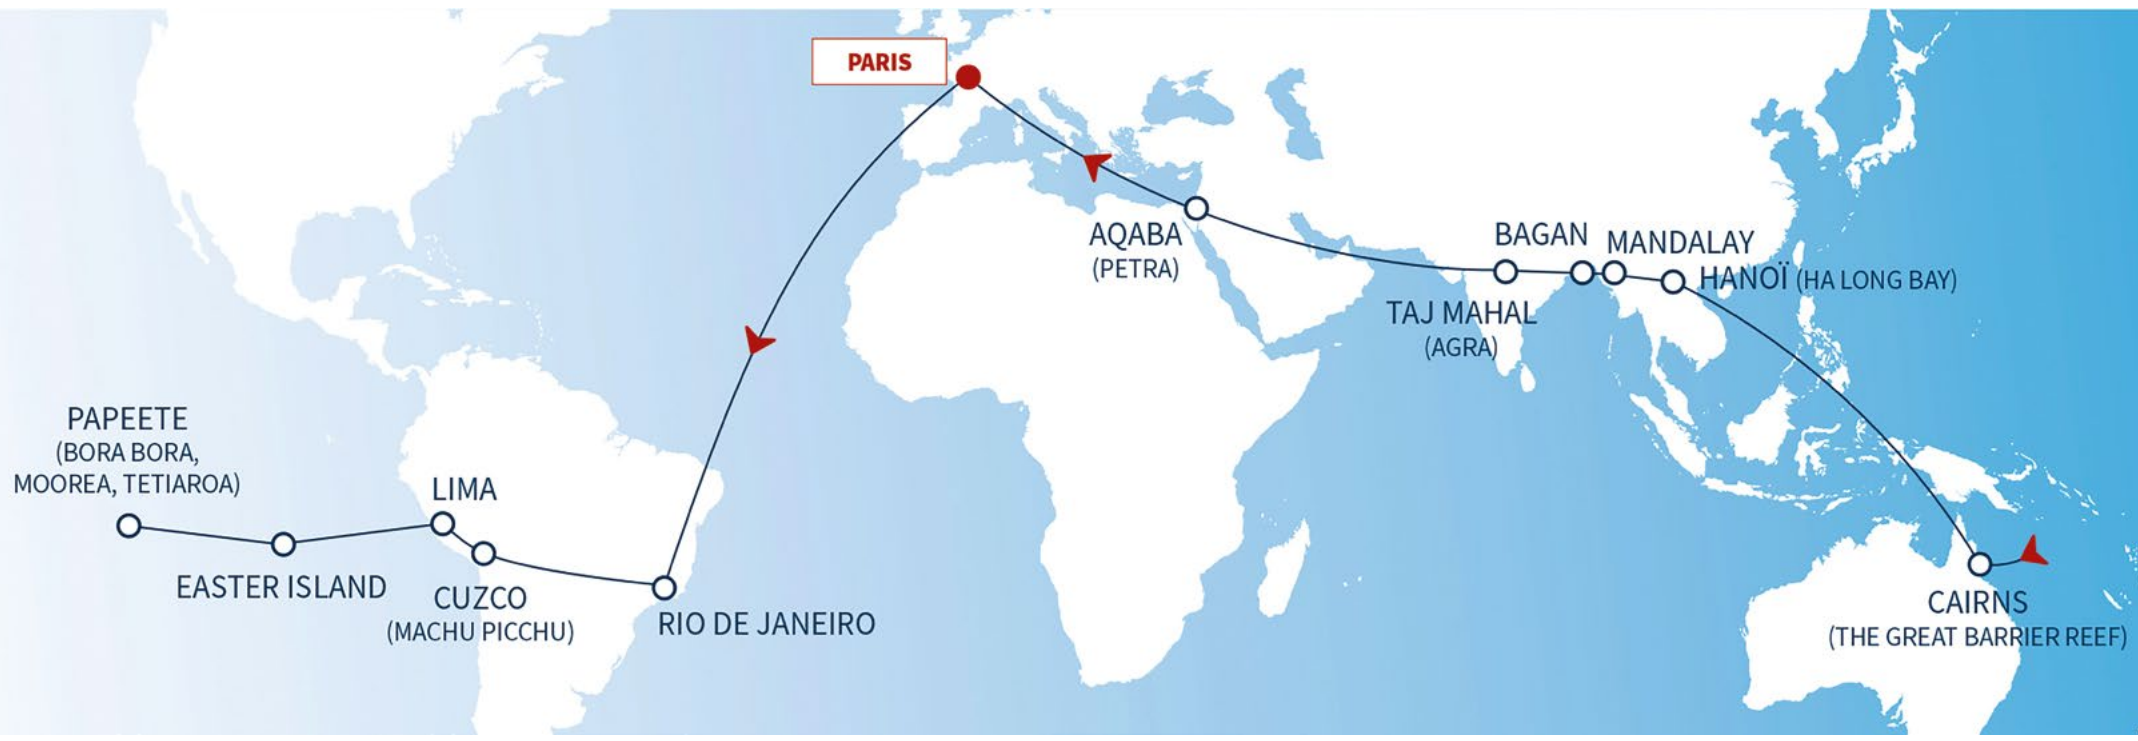 PARIS
AQABA
(PETRA)
BAGAN
MANDALAY
HANOÏ (HA LONG BAY)
TAJ MAHAL
(AGRA)
PAPEETE
(BORA BORA,
MOOREA, TETIAROA)
LIMA
EASTER ISLAND
CUZCO
(MACHU PICCHU)
RIO DE JANEIRO
CAIRNS
(THE GREAT BARRIER REEF)